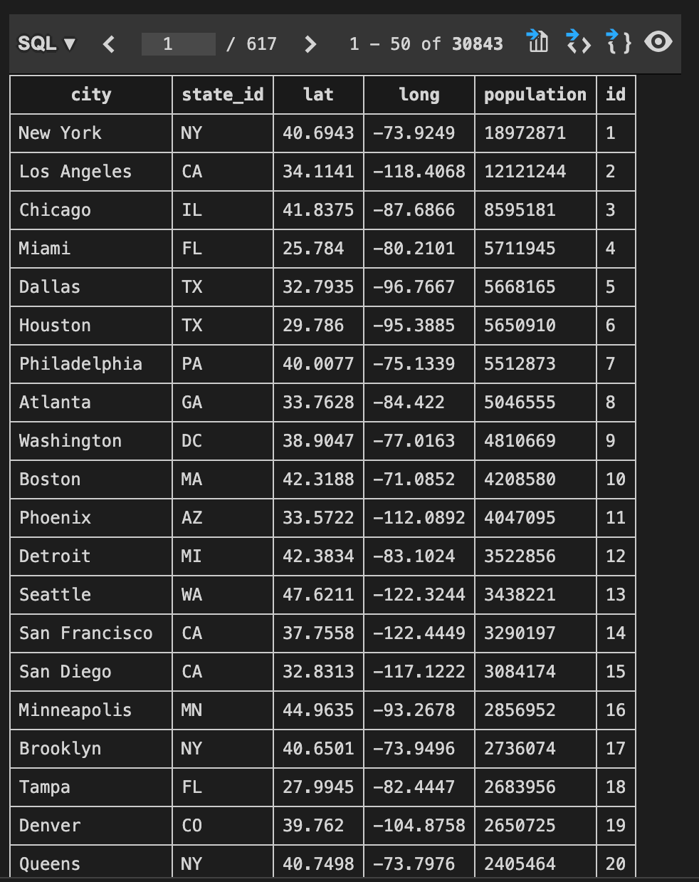 SQL ▼ < 1 / 617 > 1 – 50 of 30843
city state_id lat long population id
New York NY 40.6943 -73.9249 18972871 1
Los Angeles CA 34.1141 -118.4068 12121244 2
Chicago IL 41.8375 -87.6866 8595181 3
Miami FL 25.784 -80.2101 5711945 4
Dallas TX 32.7935 -96.7667 5668165 5
Houston TX 29.786 -95.3885 5650910 6
Philadelphia PA 40.0077 -75.1339 5512873 7
Atlanta GA 33.7628 -84.422 5046555 8
Washington DC 38.9047 -77.0163 4810669 9
Boston MA 42.3188 -71.0852 4208580 10
Phoenix AZ 33.5722 -112.0892 4047095 11
Detroit MI 42.3834 -83.1024 3522856 12
Seattle WA 47.6211 -122.3244 3438221 13
San Francisco CA 37.7558 -122.4449 3290197 14
San Diego CA 32.8313 -117.1222 3084174 15
Minneapolis MN 44.9635 -93.2678 2856952 16
Brooklyn NY 40.6501 -73.9496 2736074 17
Tampa FL 27.9945 -82.4447 2683956 18
Denver CO 39.762 -104.8758 2650725 19
Queens NY 40.7498 -73.7976 2405464 20